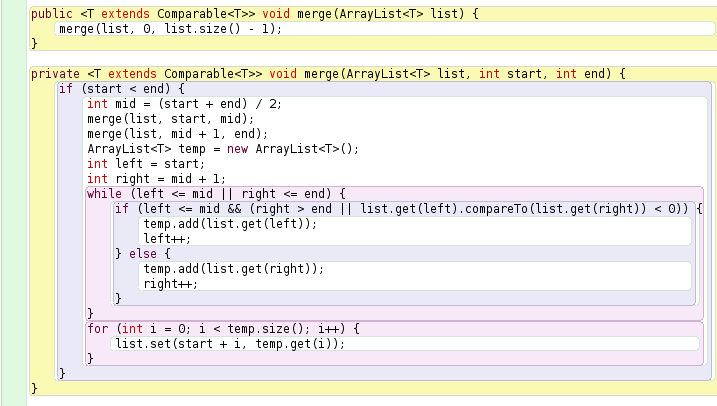 public <T extends Comparable<T>> void merge(ArrayList<T> list) {
    merge(list, 0, list.size() - 1);
}
private <T extends Comparable<T>> void merge(ArrayList<T> list, int start, int end) {
    if (start < end) {
        int mid = (start + end) / 2;
        merge(list, start, mid);
        merge(list, mid + 1, end);
        ArrayList<T> temp = new ArrayList<T>();
        int left = start;
        int right = mid + 1;
        while (left <= mid || right <= end) {
            if (left <= mid && (right > end || list.get(left).compareTo(list.get(right)) < 0)) {
                temp.add(list.get(left));
                left++;
            } else {
                temp.add(list.get(right));
                right++;
            }
        }
        for (int i = 0; i < temp.size(); i++) {
            list.set(start + i, temp.get(i));
        }
    }
}